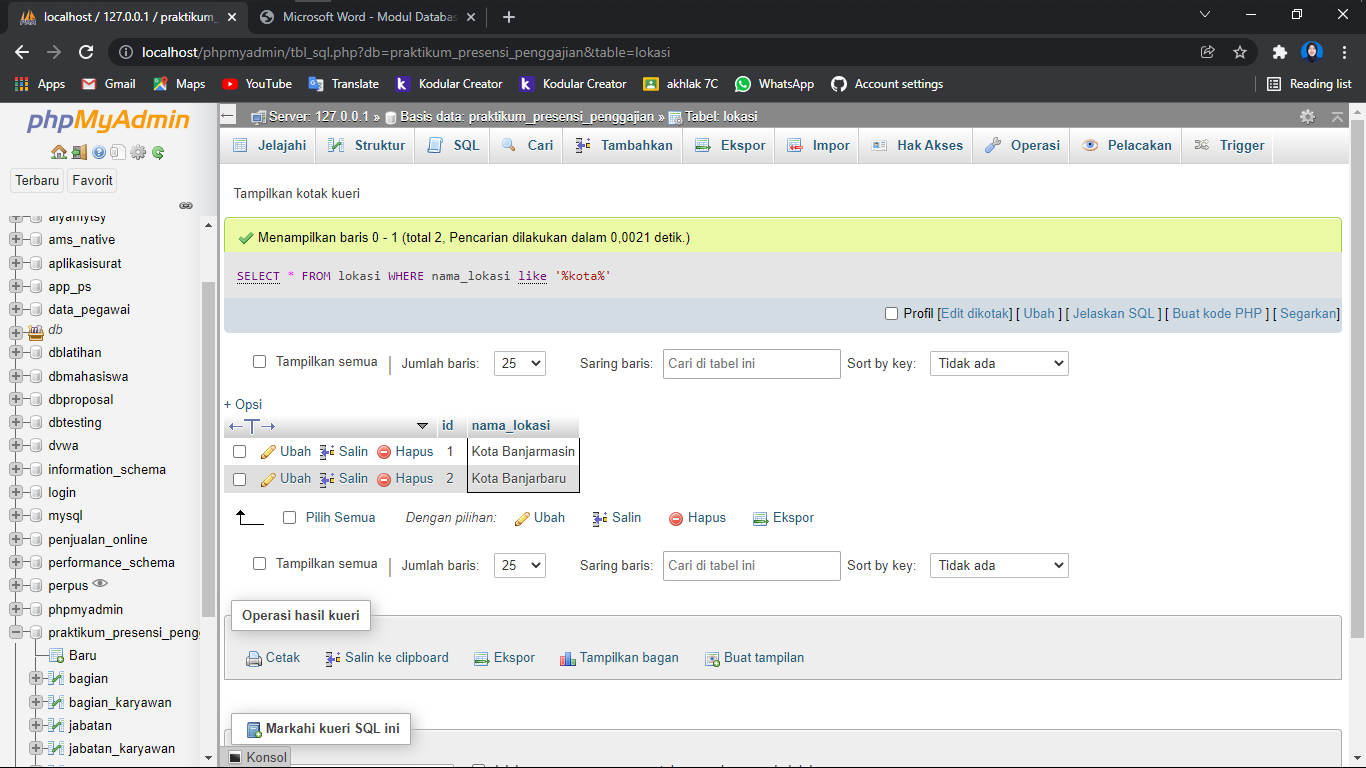 localhost / 127.0.0.1 / praktikum_
Microsoft Word - Modul Databas
localhost/phpmyadmin/tbl_sql.php?db=praktikum_presensi_penggajian&table=lokasi
Apps Gmail Maps YouTube Translate Kodular Creator Kodular Creator akhlak 7C WhatsApp Account settings Reading list
phpMyAdmin
Terbaru Favorit
aiyamytsy
ams_native
aplikasisurat
app_ps
data_pegawai
db
dblatihan
dbmahasiswa
dbproposal
dbtesting
dvwa
information_schema
login
mysql
penjualan_online
performance_schema
perpus
phpmyadmin
praktikum_presensi_peng
Baru
bagian
bagian_karyawan
jabatan
jabatan_karyawan
Server: 127.0.0.1 » Basis data: praktikum_presensi_penggajian » Tabel: lokasi
Jelajahi Struktur SQL Cari Tambahkan Ekspor Impor Hak Akses Operasi Pelacakan Trigger
Tampilkan kotak kueri
Menampilkan baris 0 - 1 (total 2, Pencarian dilakukan dalam 0,0021 detik.)
SELECT * FROM lokasi WHERE nama_lokasi like '%kota%'
Profil [Edit dikotak] [ Ubah ] [ Jelaskan SQL ] [ Buat kode PHP ] [ Segarkan]
Tampilkan semua | Jumlah baris: 25 Saring baris: Cari di tabel ini Sort by key: Tidak ada
+ Opsi
←T→ id nama_lokasi
Ubah Salin Hapus 1 Kota Banjarmasin
Ubah Salin Hapus 2 Kota Banjarbaru
Pilih Semua Dengan pilihan: Ubah Salin Hapus Ekspor
Tampilkan semua | Jumlah baris: 25 Saring baris: Cari di tabel ini Sort by key: Tidak ada
Operasi hasil kueri
Cetak Salin ke clipboard Ekspor Tampilkan bagan Buat tampilan
Markahi kueri SQL ini
Konsol